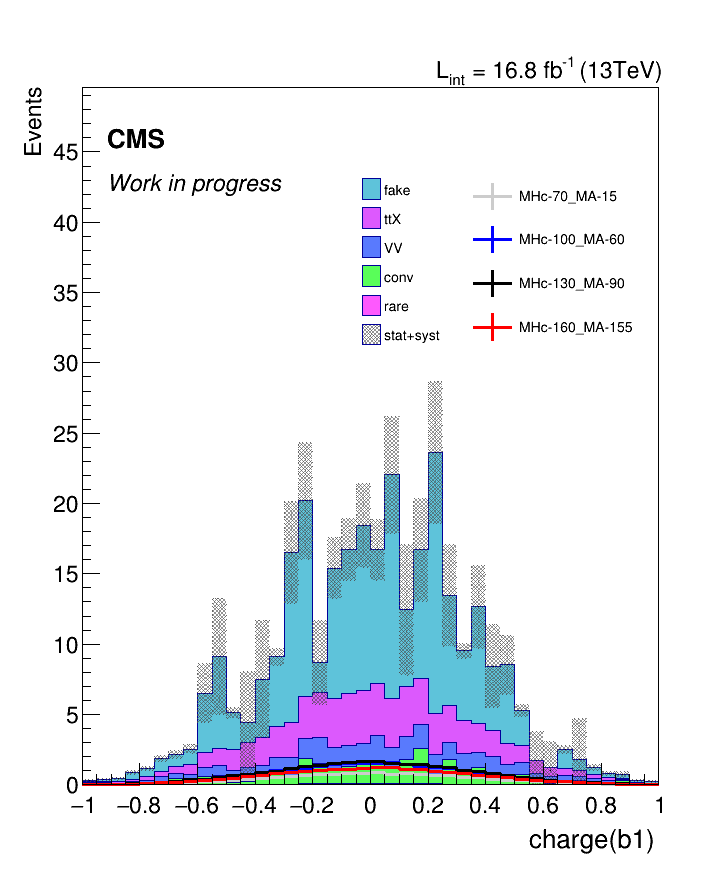 L_int = 16.8 fb^-1 (13TeV)
Events
CMS
Work in progress
fake
ttX
VV
conv
rare
stat+syst
MHc-70_MA-15
MHc-100_MA-60
MHc-130_MA-90
MHc-160_MA-155
45
40
35
30
25
20
15
10
5
0
−1 −0.8 −0.6 −0.4 −0.2 0 0.2 0.4 0.6 0.8 1
charge(b1)